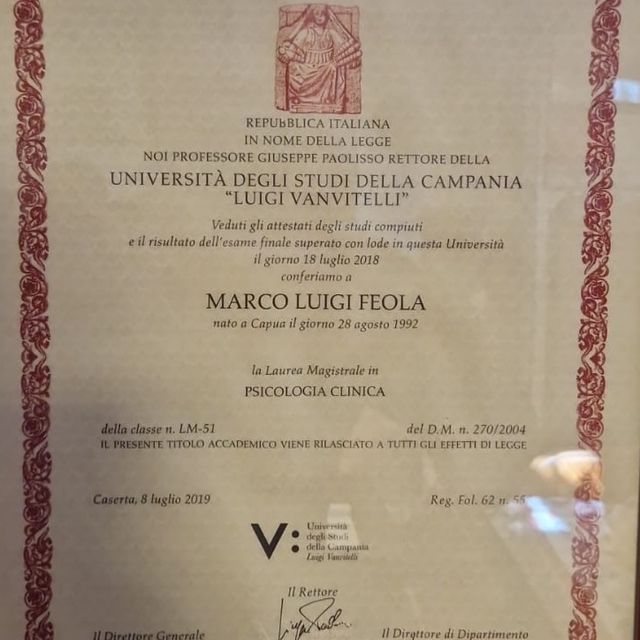 REPUBBLICA ITALIANA
IN NOME DELLA LEGGE
NOI PROFESSORE GIUSEPPE PAOLISSO RETTORE DELLA
UNIVERSITÀ DEGLI STUDI DELLA CAMPANIA
“LUIGI VANVITELLI”
Veduti gli attestati degli studi compiuti
e il risultato dell'esame finale superato con lode in questa Università
il giorno 18 luglio 2018
conferiamo a
MARCO LUIGI FEOLA
nato a Capua il giorno 28 agosto 1992
la Laurea Magistrale in
PSICOLOGIA CLINICA
della classe n. LM-51 del D.M. n. 270/2004
IL PRESENTE TITOLO ACCADEMICO VIENE RILASCIATO A TUTTI GLI EFFETTI DI LEGGE
Caserta, 8 luglio 2019 Reg. Fol. 62 n. 55
V:
Università
degli Studi
della Campania
Luigi Vanvitelli
Il Rettore
Il Direttore Generale Il Direttore di Dipartimento